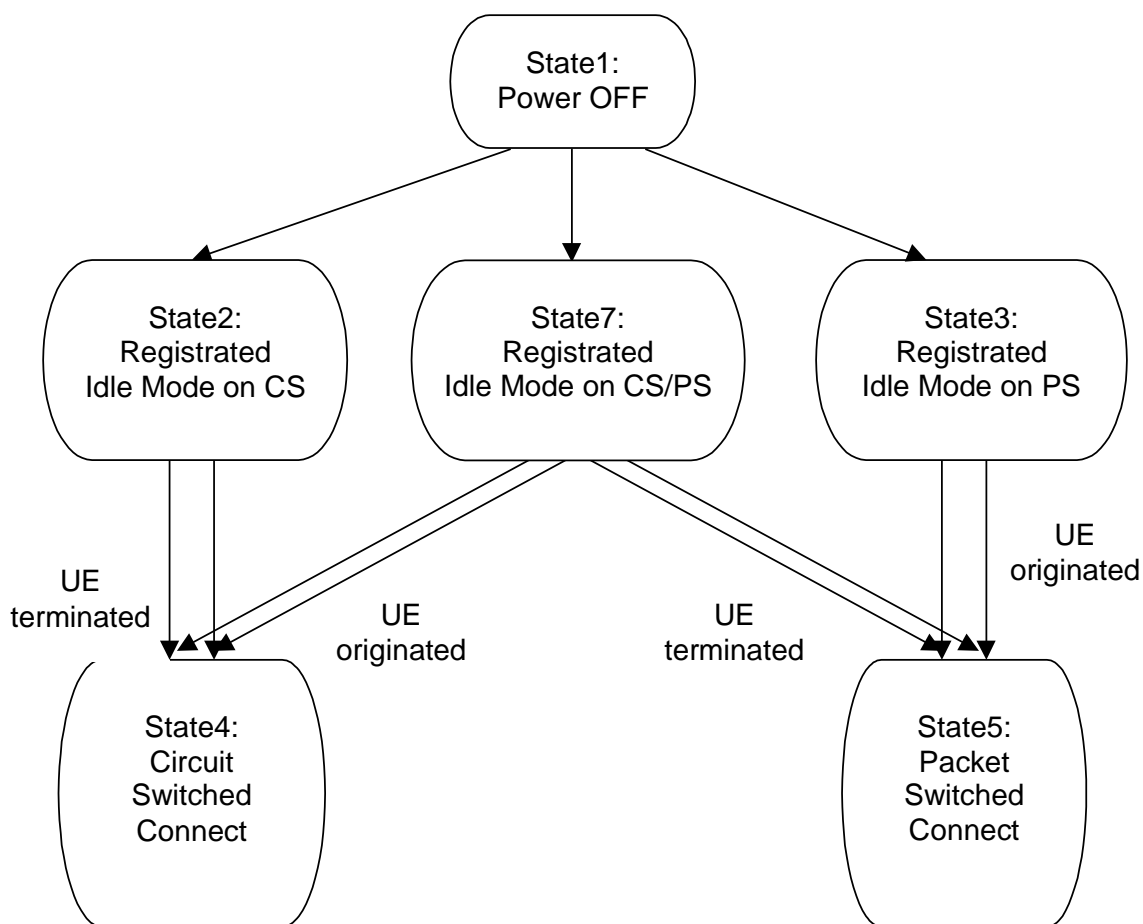 State1:
Power OFF
State2:
Registrated
Idle Mode on CS
State7:
Registrated
Idle Mode on CS/PS
State3:
Registrated
Idle Mode on PS
UE
terminated
UE
originated
UE
terminated
UE
originated
State4:
Circuit
Switched
Connect
State5:
Packet
Switched
Connect